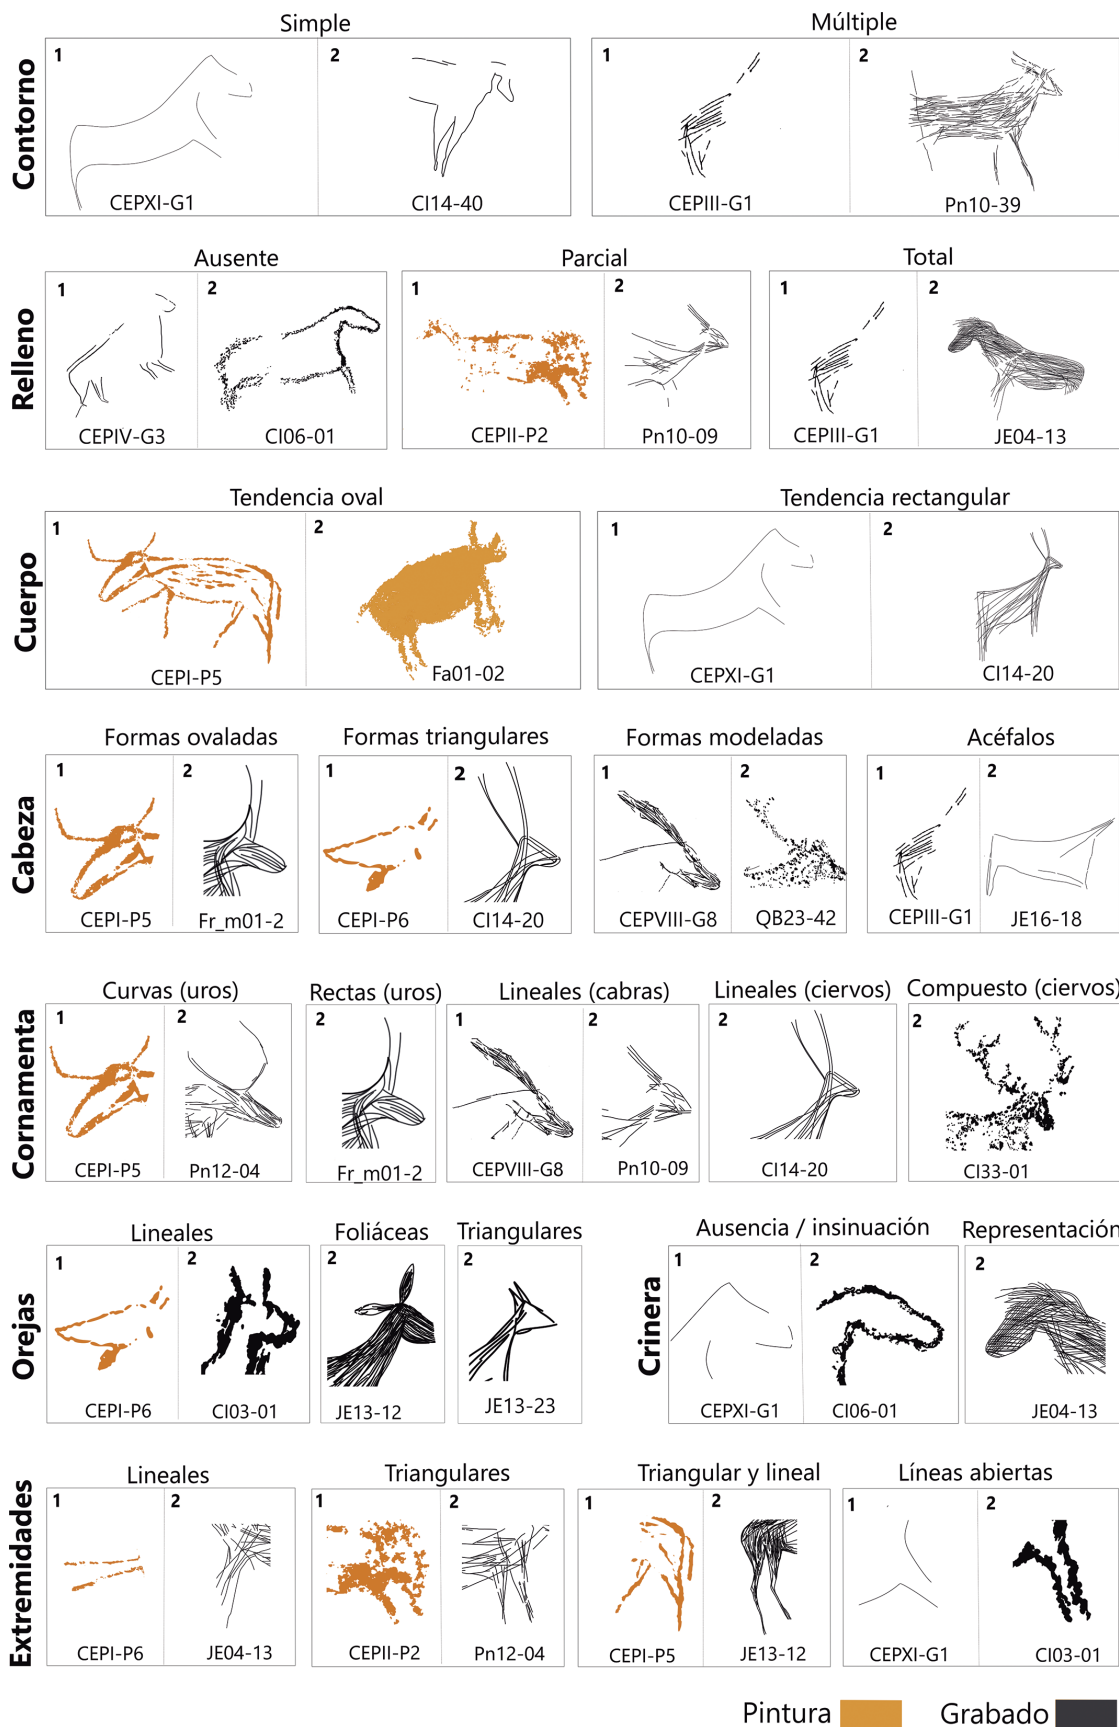 Simple Múltiple
Contorno
1 2 1 2
CEPXI-G1 CI14-40 CEPIII-G1 Pn10-39
Ausente Parcial Total
Relleno
1 2 1 2 1 2
CEPIV-G3 CI06-01 CEPII-P2 Pn10-09 CEPIII-G1 JE04-13
Tendencia oval Tendencia rectangular
Cuerpo
1 2 1 2
CEPI-P5 Fa01-02 CEPXI-G1 CI14-20
Formas ovaladas Formas triangulares Formas modeladas Acéfalos
Cabeza
1 2 1 2 1 2 1 2
CEPI-P5 Fr_m01-2 CEPI-P6 CI14-20 CEPVIII-G8 QB23-42 CEPIII-G1 JE16-18
Curvas (uros) Rectas (uros) Lineales (cabras) Lineales (ciervos) Compuesto (ciervos)
Cornamenta
1 2 2 1 2 2 2
CEPI-P5 Pn12-04 Fr_m01-2 CEPVIII-G8 Pn10-09 CI14-20 CI33-01
Lineales Foliáceas Triangulares Ausencia / insinuación Representación
Orejas
1 2 2 2
CEPI-P6 CI03-01 JE13-12 JE13-23
Crinera
1 2 2
CEPXI-G1 CI06-01 JE04-13
Lineales Triangulares Triangular y lineal Líneas abiertas
Extremidades
1 2 1 2 1 2 1 2
CEPI-P6 JE04-13 CEPII-P2 Pn12-04 CEPI-P5 JE13-12 CEPXI-G1 CI03-01
Pintura Grabado